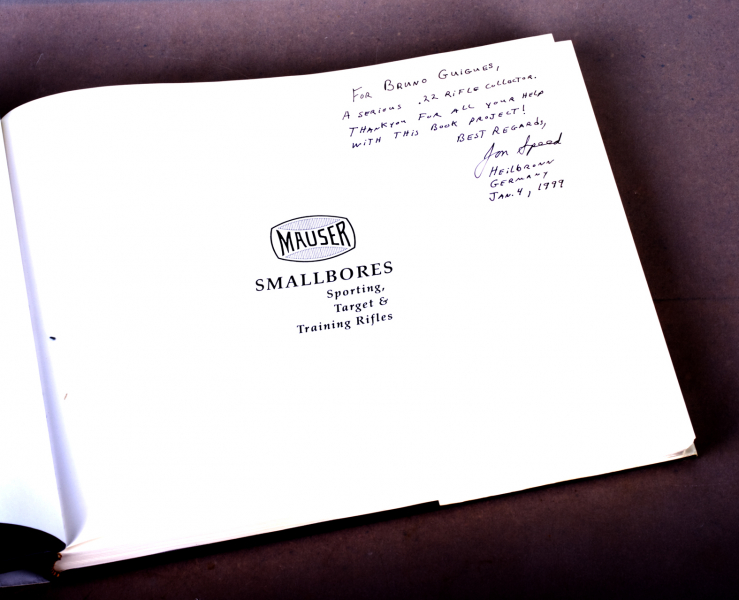 For Bruno Guigues,
A serious .22 rifle collector.
Thankyou for all your help
with this book project!
Best regards,
Jon Speed
Heilbronn
Germany
Jan. 4, 1999
MAUSER
SMALLBORES
Sporting,
Target &
Training Rifles